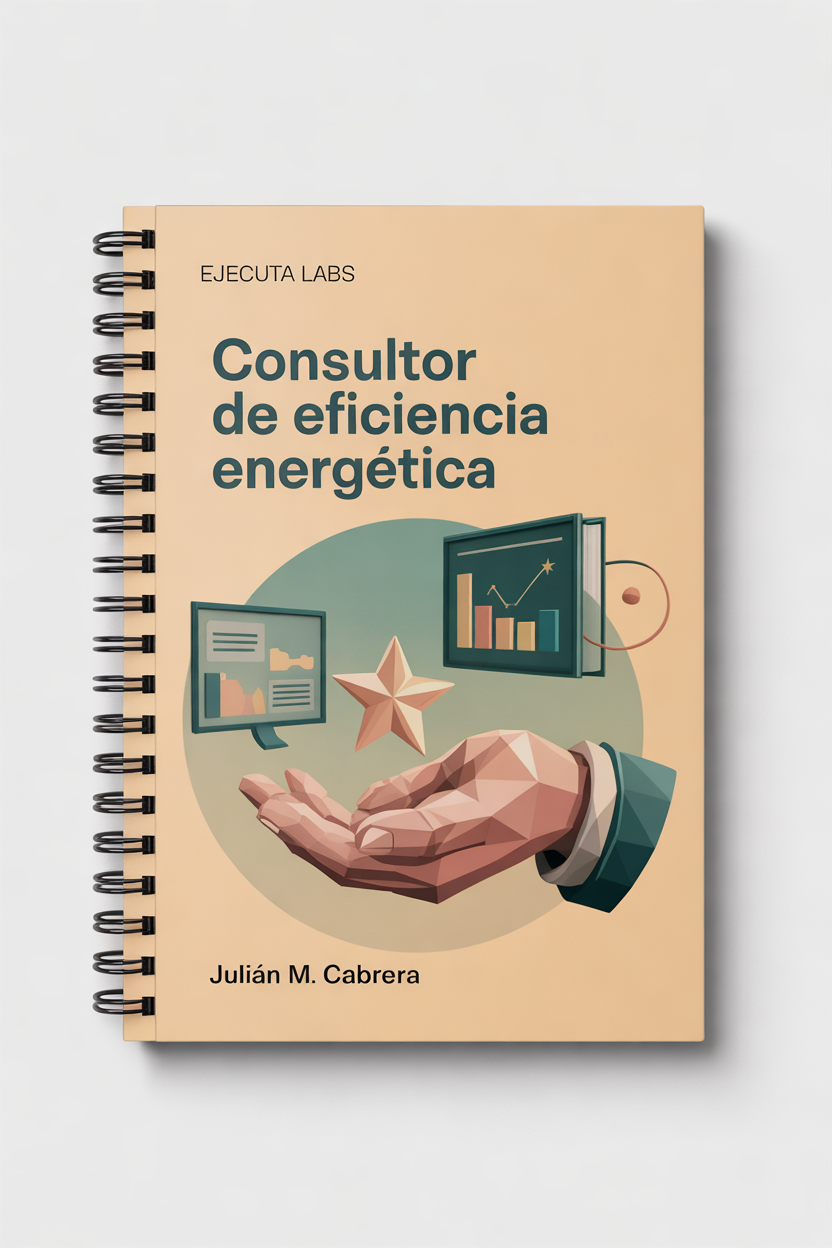 EJECUTA LABS
Consultor
de eficiencia
energética
Julián M. Cabrera